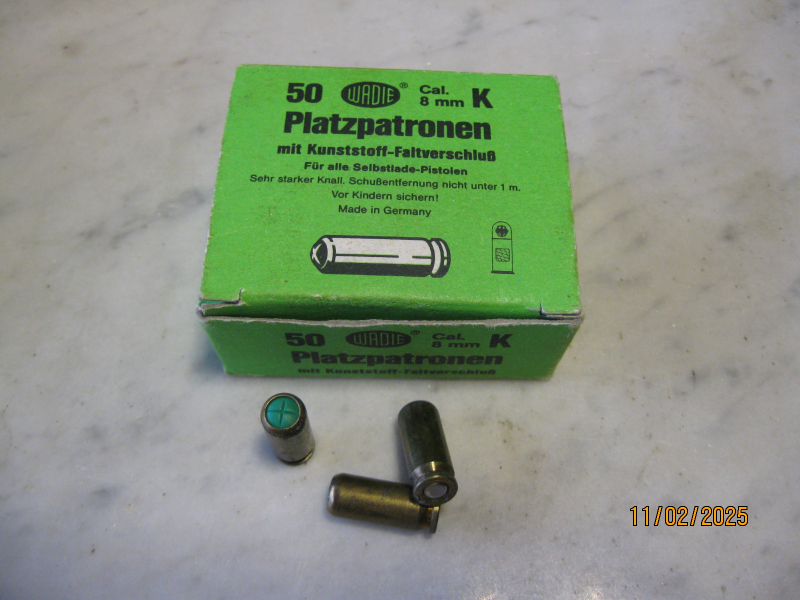 50 WADIE® Cal. 8 mm K
Platzpatronen
mit Kunststoff-Faltverschluß
Für alle Selbstlade-Pistolen
Sehr starker Knall. Schußentfernung nicht unter 1 m.
Vor Kindern sichern!
Made in Germany
50 WADIE® Cal. 8 mm K
Platzpatronen
mit Kunststoff-Faltverschluß
11/02/2025